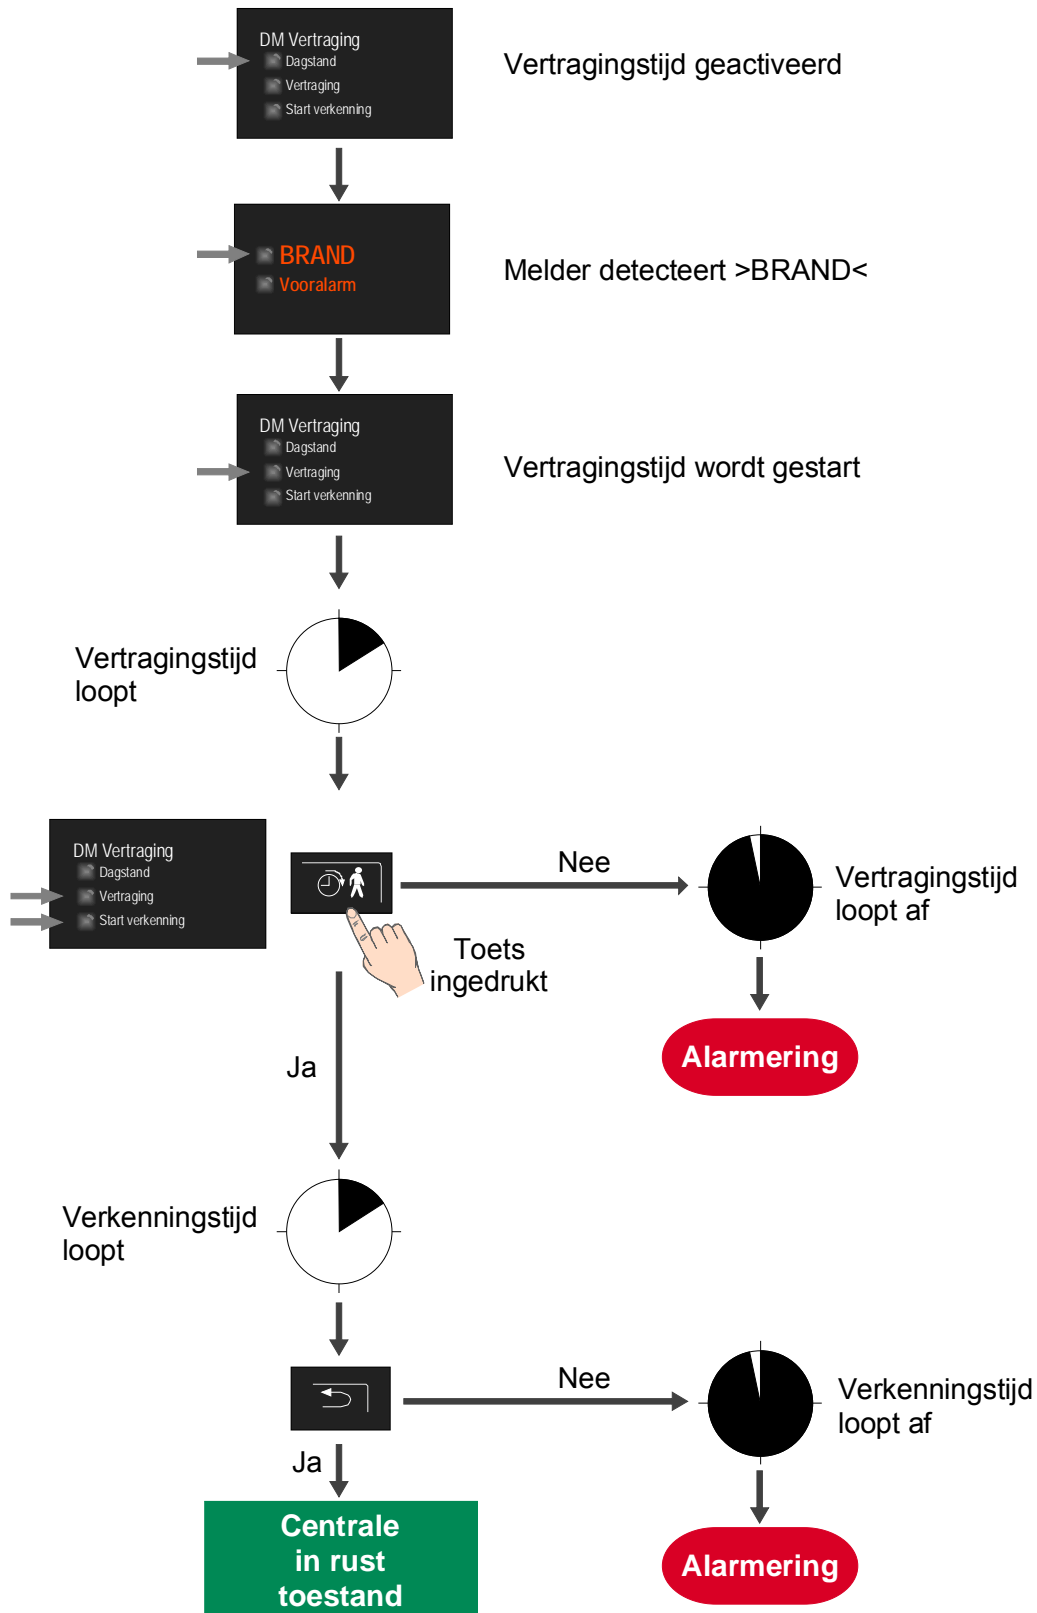 DM Vertraging
Dagstand
Vertraging
Start verkenning
Vertragingstijd geactiveerd
BRAND
Vooralarm
Melder detecteert >BRAND<
DM Vertraging
Dagstand
Vertraging
Start verkenning
Vertragingstijd wordt gestart
Vertragingstijd
loopt
DM Vertraging
Dagstand
Vertraging
Start verkenning
Toets
ingedrukt
Nee
Vertragingstijd
loopt af
Alarmering
Ja
Verkenningstijd
loopt
Nee
Verkenningstijd
loopt af
Ja
Centrale
in rust
toestand
Alarmering